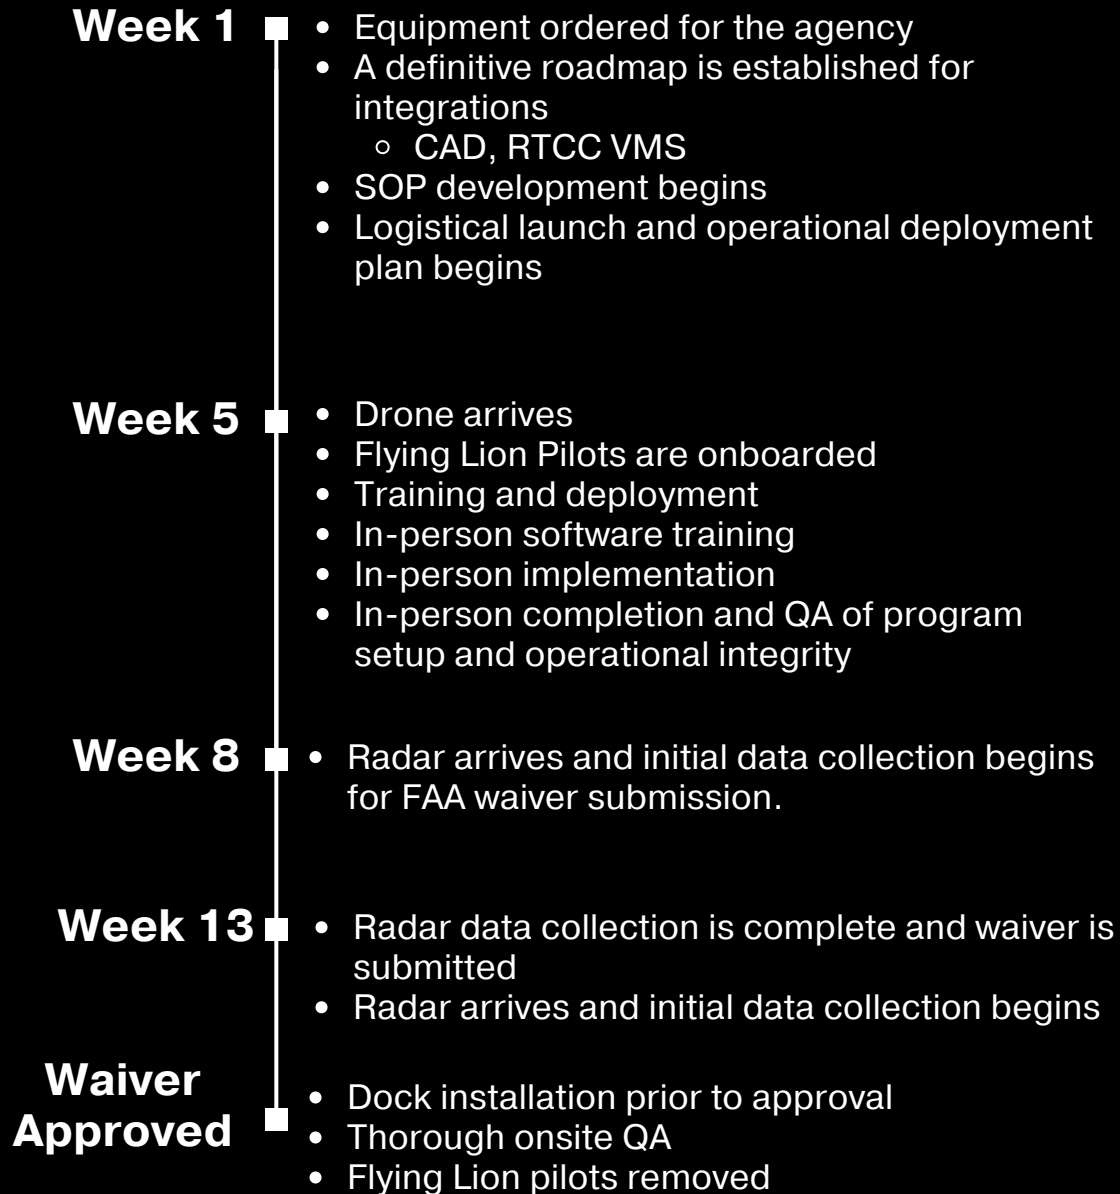 Week 1
• Equipment ordered for the agency
• A definitive roadmap is established for
integrations
○ CAD, RTCC VMS
• SOP development begins
• Logistical launch and operational deployment
plan begins
Week 5
• Drone arrives
• Flying Lion Pilots are onboarded
• Training and deployment
• In-person software training
• In-person implementation
• In-person completion and QA of program
setup and operational integrity
Week 8
• Radar arrives and initial data collection begins
for FAA waiver submission.
Week 13
• Radar data collection is complete and waiver is
submitted
• Radar arrives and initial data collection begins
Waiver
Approved
• Dock installation prior to approval
• Thorough onsite QA
• Flying Lion pilots removed